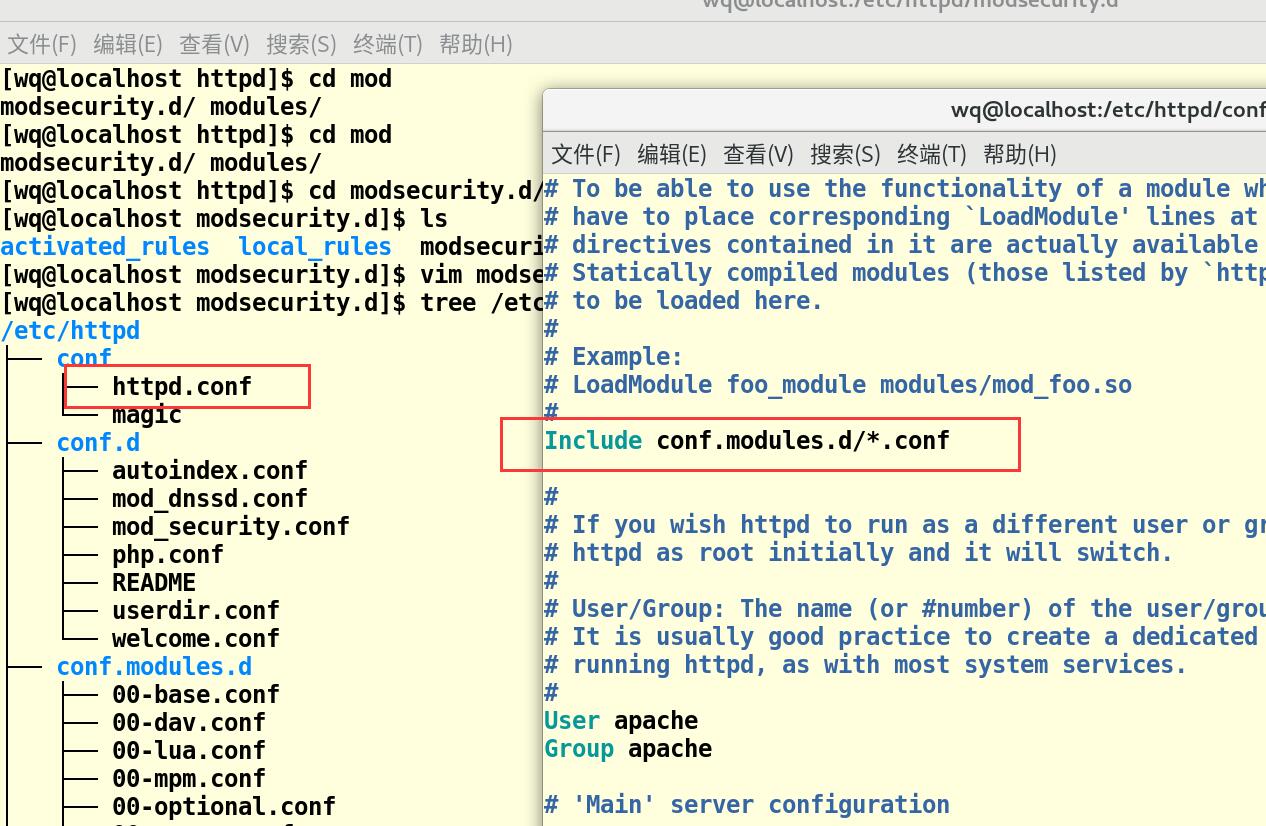 wq@localhost:/etc/httpd/modsecurity.d
文件(F) 编辑(E) 查看(V) 搜索(S) 终端(T) 帮助(H)
[wq@localhost httpd]$ cd mod
modsecurity.d/ modules/
[wq@localhost httpd]$ cd mod
modsecurity.d/ modules/
[wq@localhost httpd]$ cd modsecurity.d/
[wq@localhost modsecurity.d]$ ls
activated_rules local_rules modsecuri
[wq@localhost modsecurity.d]$ vim modse
[wq@localhost modsecurity.d]$ tree /etc
/etc/httpd
├── conf
│   ├── httpd.conf
│   └── magic
├── conf.d
│   ├── autoindex.conf
│   ├── mod_dnssd.conf
│   ├── mod_security.conf
│   ├── php.conf
│   ├── README
│   ├── userdir.conf
│   └── welcome.conf
├── conf.modules.d
│   ├── 00-base.conf
│   ├── 00-dav.conf
│   ├── 00-lua.conf
│   ├── 00-mpm.conf
│   ├── 00-optional.conf
wq@localhost:/etc/httpd/conf
文件(F) 编辑(E) 查看(V) 搜索(S) 终端(T) 帮助(H)
# To be able to use the functionality of a module wh
# have to place corresponding `LoadModule' lines at
# directives contained in it are actually available
# Statically compiled modules (those listed by `http
# to be loaded here.
#
# Example:
# LoadModule foo_module modules/mod_foo.so
#
Include conf.modules.d/*.conf
#
# If you wish httpd to run as a different user or gr
# httpd as root initially and it will switch.
#
# User/Group: The name (or #number) of the user/grou
# It is usually good practice to create a dedicated
# running httpd, as with most system services.
#
User apache
Group apache
# 'Main' server configuration